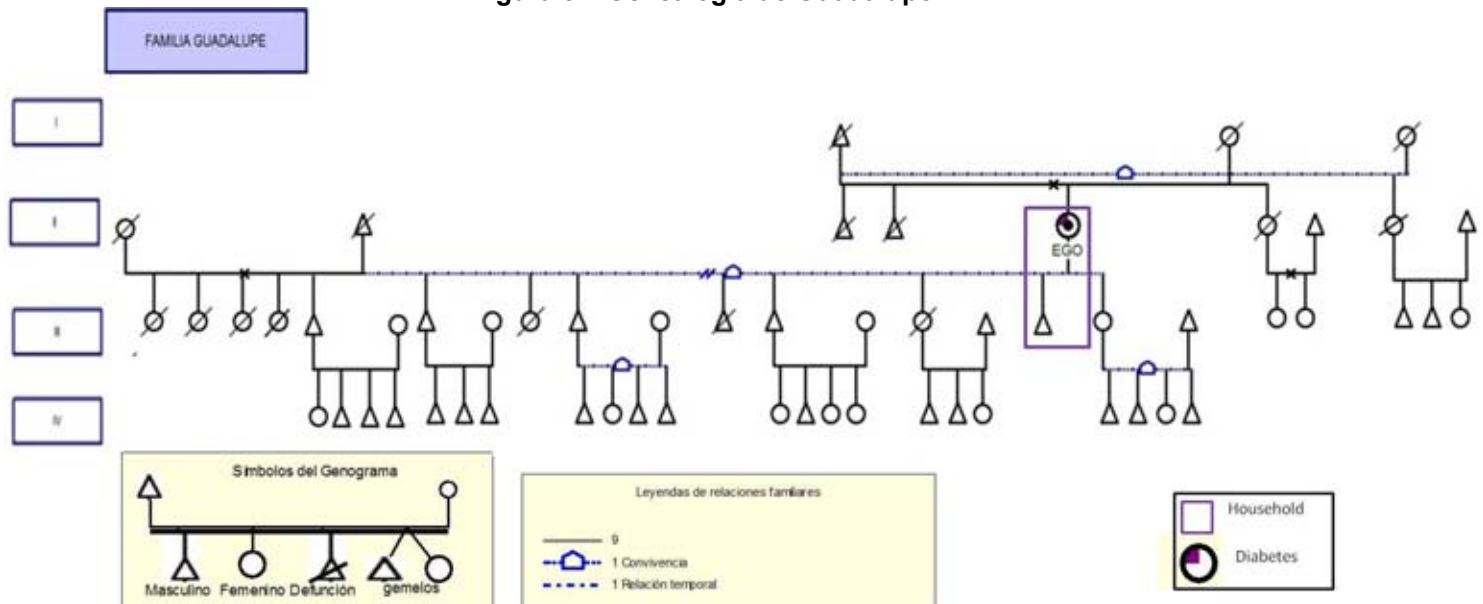 FAMILIA GUADALUPE
I
II
EGO
III
IV
Símbolos del Genograma
Masculino Femenino Defunción gemelos
Leyendas de relaciones familiares
9
1 Convivencia
1 Relación temporal
Household
Diabetes